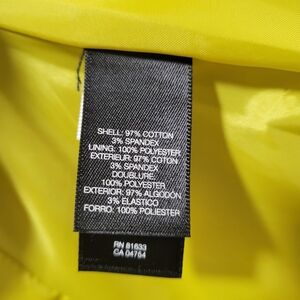 SHELL: 97% COTTON
3% SPANDEX
LINING: 100% POLYESTER
EXTERIEUR: 97% COTON
3% SPANDEX
DOUBLURE:
100% POLYESTER
EXTERIOR: 97% ALGODÓN
3% ELASTICO
FORRO: 100% POLIESTER
RN 81633
CA 04754